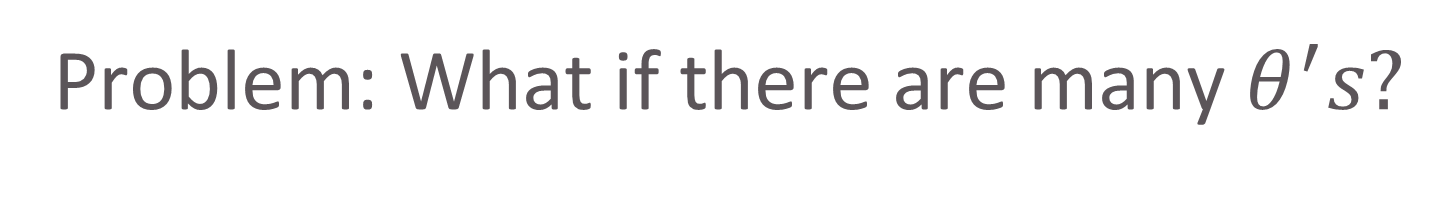 Problem: What if there are many θ′s?